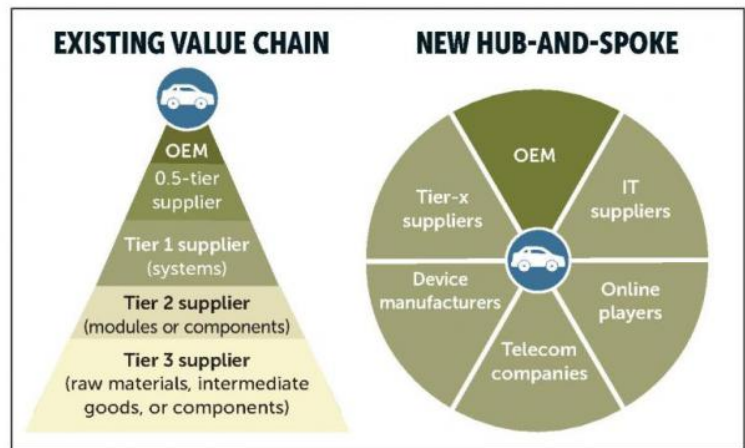 EXISTING VALUE CHAIN
OEM
0.5-tier
supplier
Tier 1 supplier
(systems)
Tier 2 supplier
(modules or components)
Tier 3 supplier
(raw materials, intermediate
goods, or components)
NEW HUB-AND-SPOKE
OEM
IT
suppliers
Online
players
Telecom
companies
Device
manufacturers
Tier-x
suppliers